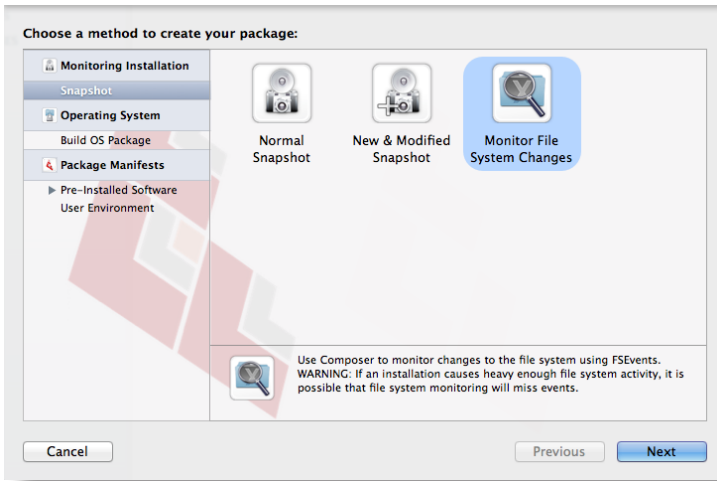 Choose a method to create your package:
Monitoring Installation
Snapshot
Operating System
Build OS Package
Package Manifests
Pre-Installed Software
User Environment
Normal
Snapshot
New & Modified
Snapshot
Monitor File
System Changes
Use Composer to monitor changes to the file system using FSEvents.
WARNING: If an installation causes heavy enough file system activity, it is
possible that file system monitoring will miss events.
Cancel
Previous
Next